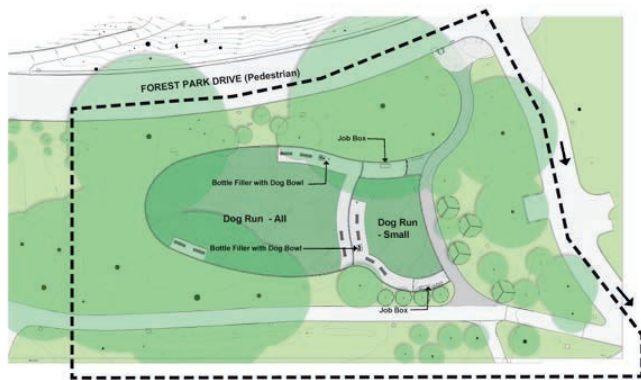 FOREST PARK DRIVE (Pedestrian)
Job Box
Bottle Filler with Dog Bowl
Dog Run - All
Dog Run
- Small
Bottle Filler with Dog Bowl
Job Box